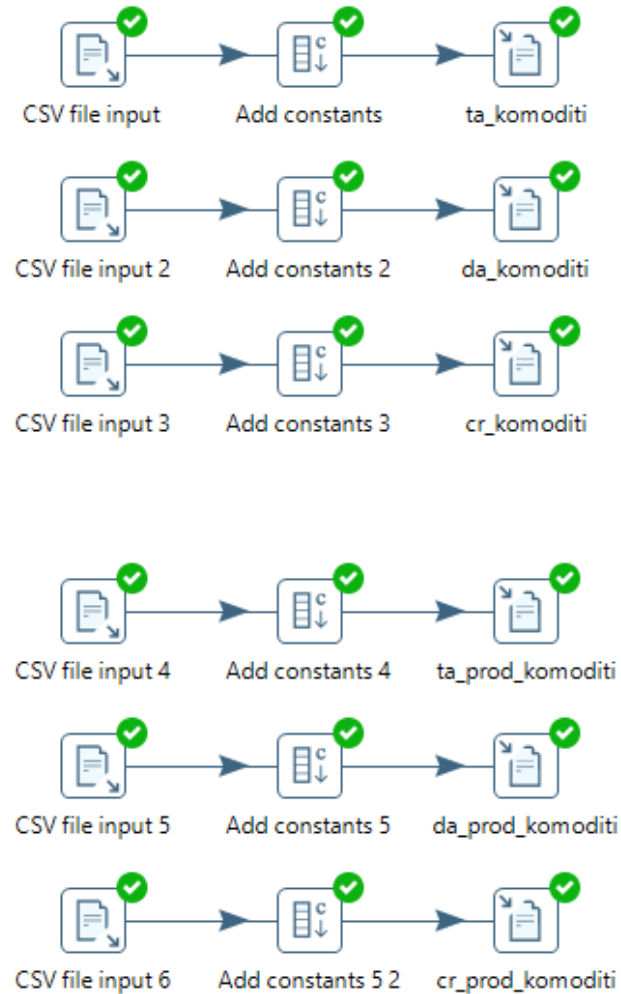 CSV file input Add constants ta_komoditi
CSV file input 2 Add constants 2 da_komoditi
CSV file input 3 Add constants 3 cr_komoditi
CSV file input 4 Add constants 4 ta_prod_komoditi
CSV file input 5 Add constants 5 da_prod_komoditi
CSV file input 6 Add constants 5 2 cr_prod_komoditi